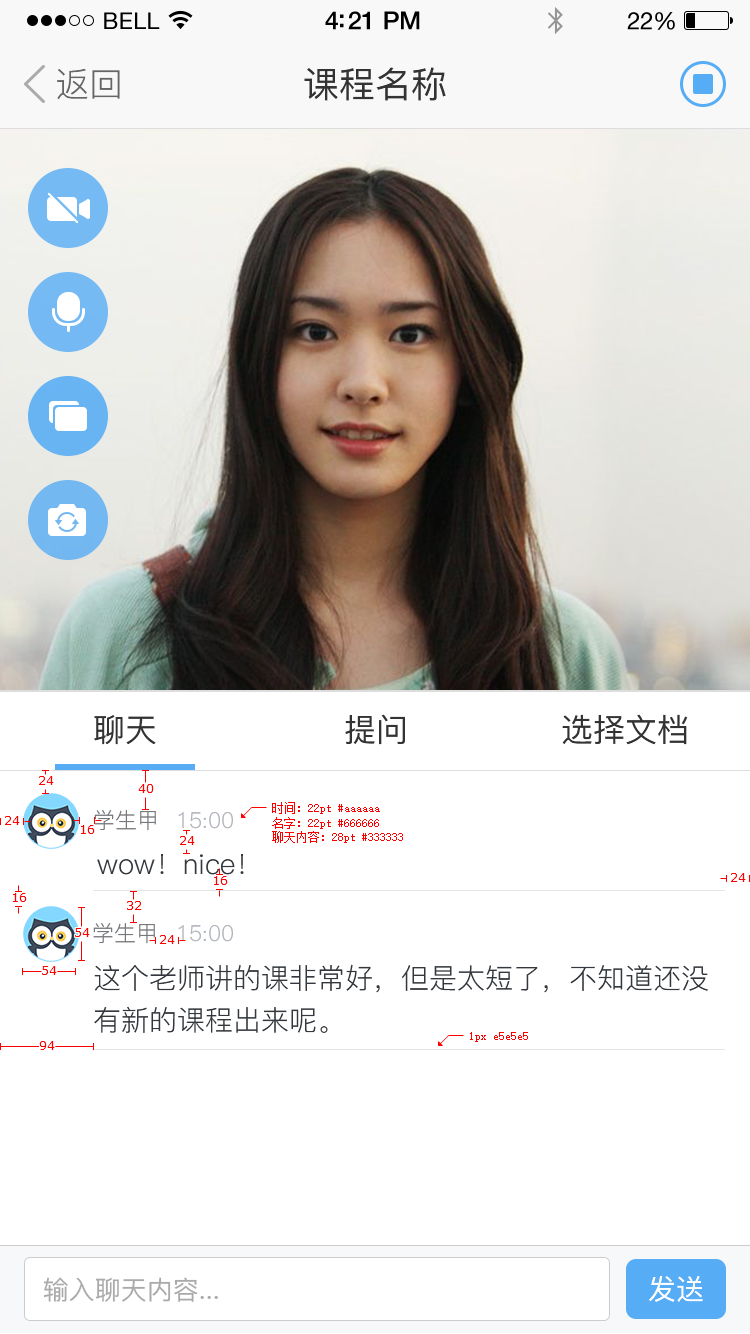 BELL 4:21 PM 22%
返回 课程名称
聊天 提问 选择文档
24 40
24 16 学生甲 15:00 时间: 22pt #aaaaaa
名字: 22pt #666666
24 聊天内容: 28pt #333333
wow! nice!
16 24
16 32
54 学生甲 24 15:00
54
这个老师讲的课非常好，但是太短了，不知道还没
有新的课程出来呢。
94 1px e5e5e5
输入聊天内容... 发送